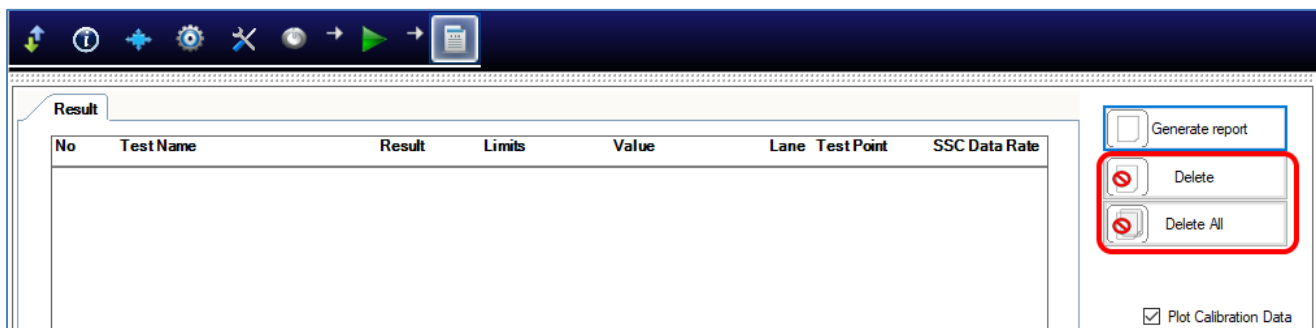 Result
No Test Name Result Limits Value Lane Test Point SSC Data Rate
Generate report
Delete
Delete All
Plot Calibration Data